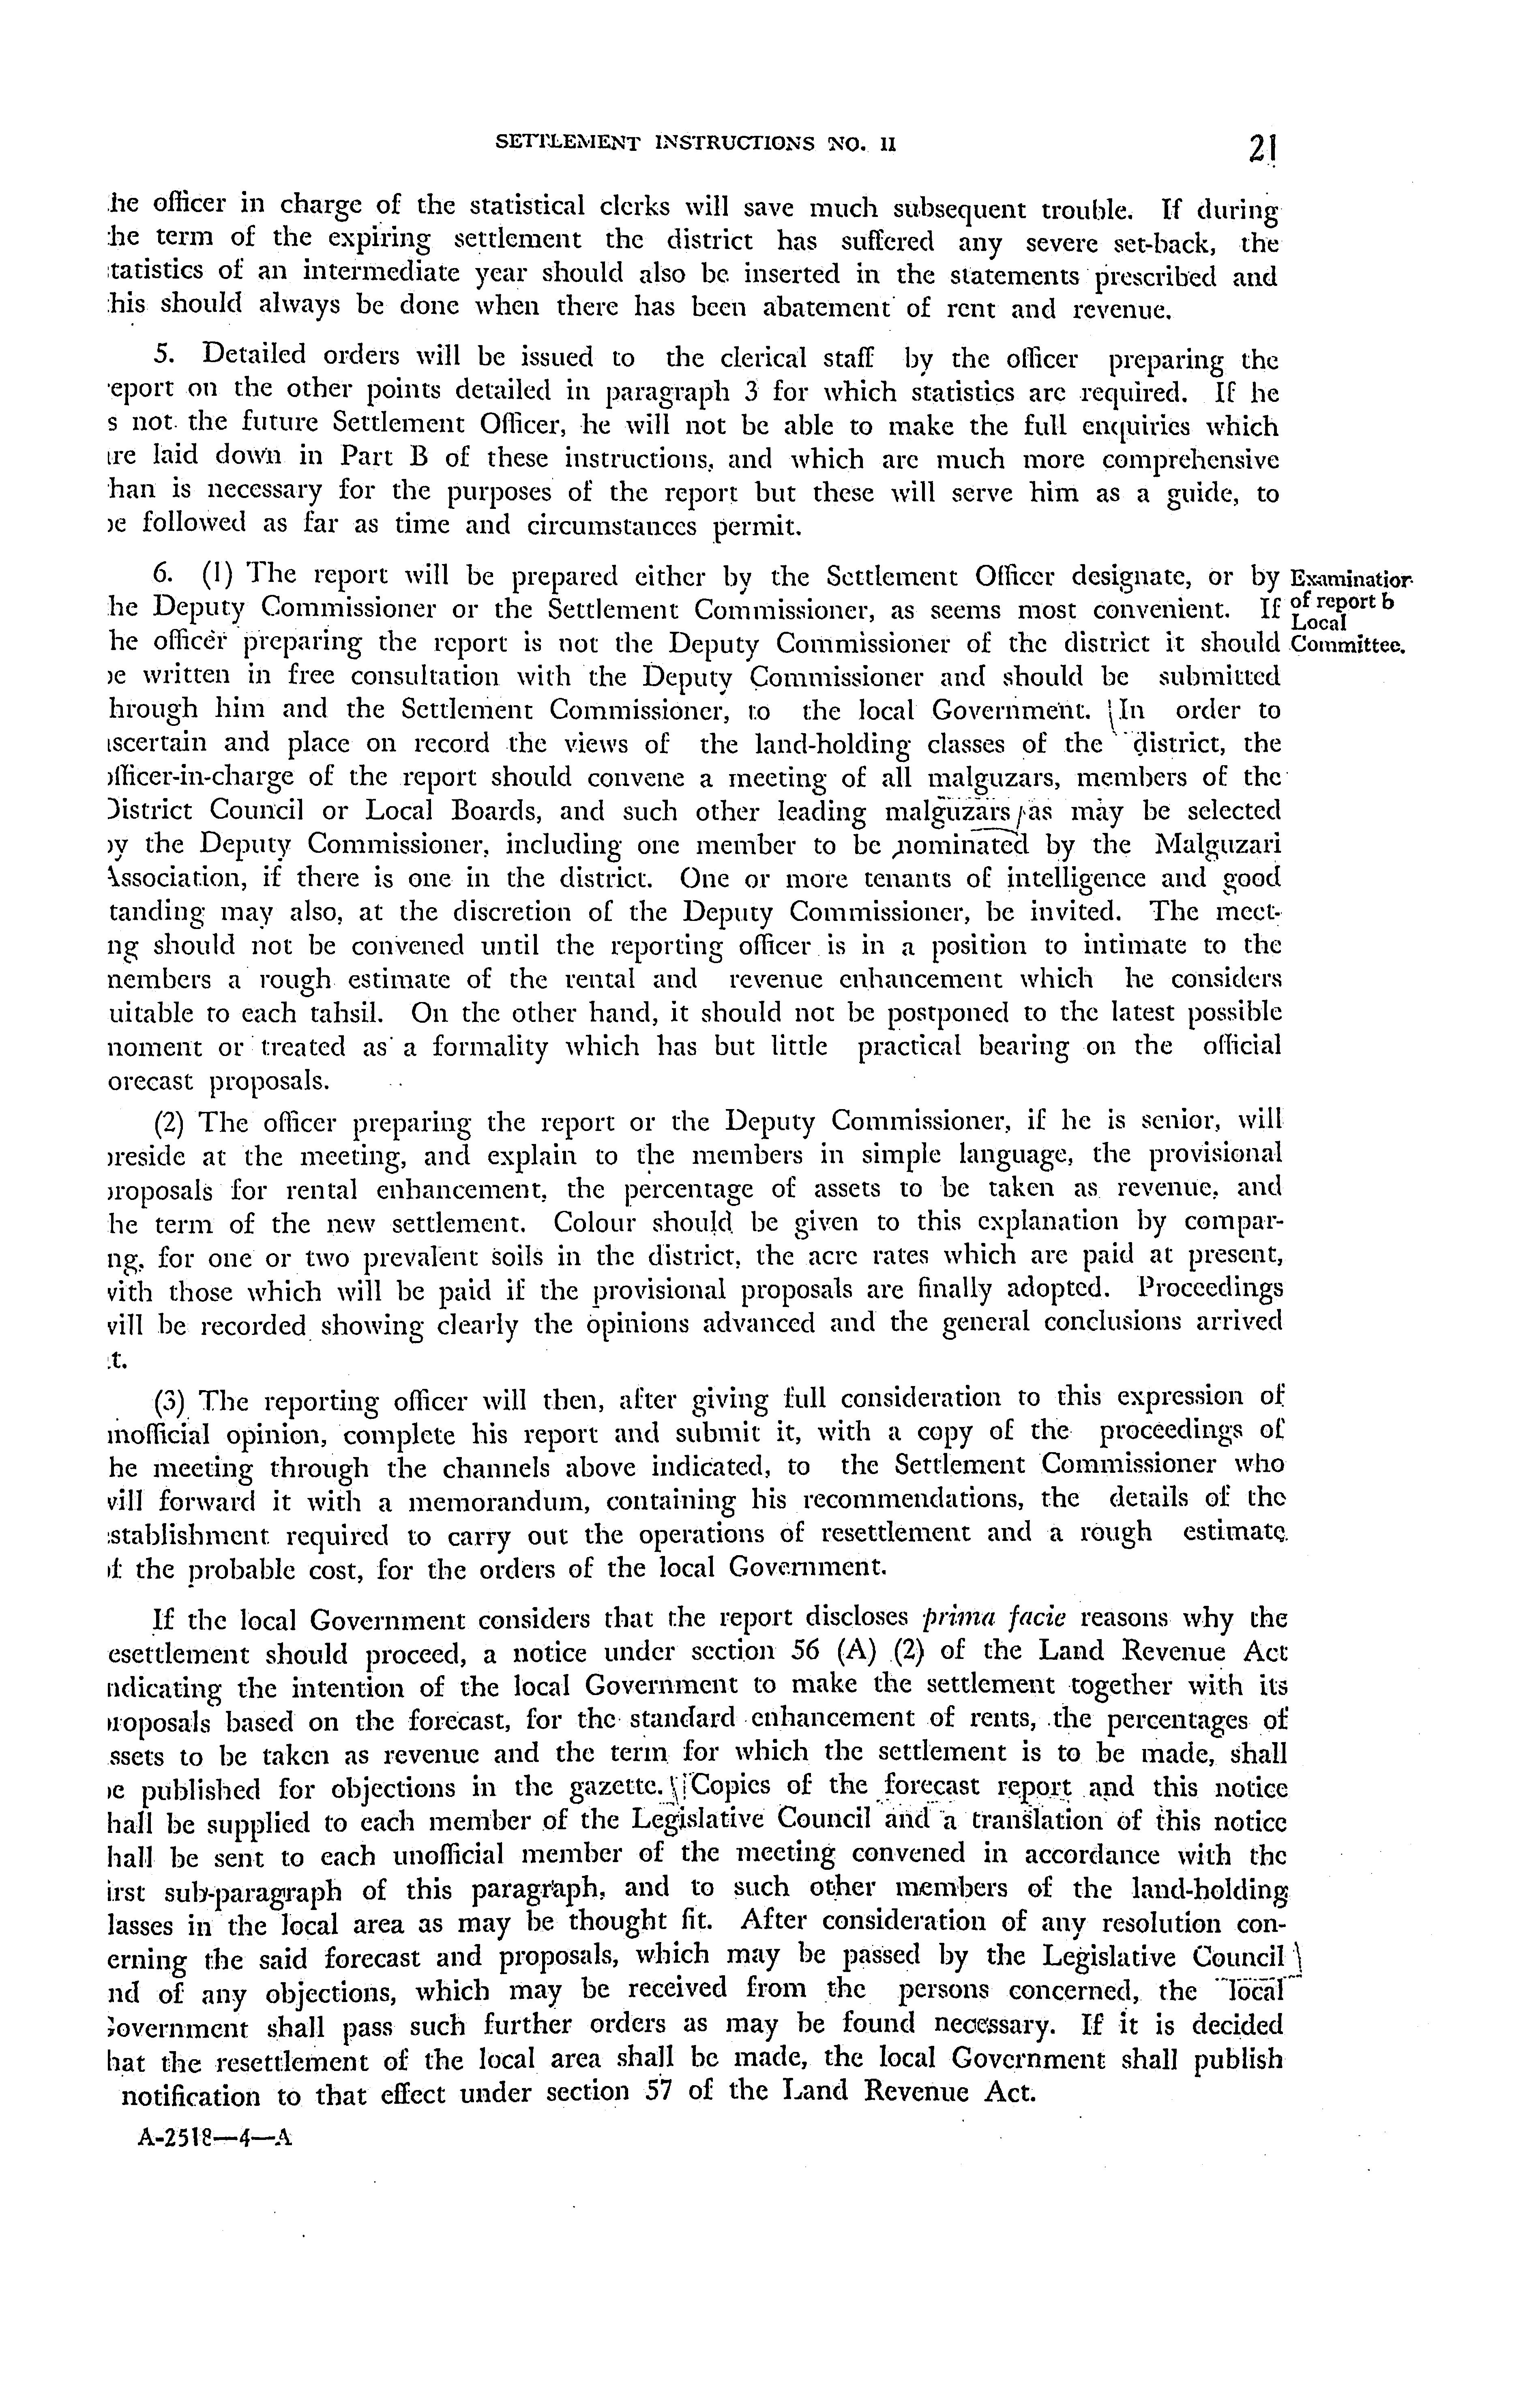 SETTLEMENT INSTRUCTIONS NO. II 21
he officer in charge of the statistical clerks will save much subsequent trouble. If during
he term of the expiring settlement the district has suffered any severe set-back, the
tatistics of an intermediate year should also be inserted in the statements prescribed and
his should always be done when there has been abatement of rent and revenue.
5. Detailed orders will be issued to the clerical staff by the officer preparing the
eport on the other points detailed in paragraph 3 for which statistics are required. If he
s not the future Settlement Officer, he will not be able to make the full enquiries which
re laid down in Part B of these instructions, and which are much more comprehensive
han is necessary for the purposes of the report but these will serve him as a guide, to
e followed as far as time and circumstances permit.
6. (1) The report will be prepared either by the Settlement Officer designate, or by
he Deputy Commissioner or the Settlement Commissioner, as seems most convenient. If
he officer preparing the report is not the Deputy Commissioner of the district it should
e written in free consultation with the Deputy Commissioner and should be submitted
hrough him and the Settlement Commissioner, to the local Government. In order to
scertain and place on record the views of the land-holding classes of the district, the
fficer-in-charge of the report should convene a meeting of all malguzars, members of the
District Council or Local Boards, and such other leading malguzars as may be selected
y the Deputy Commissioner, including one member to be nominated by the Malguzari
Association, if there is one in the district. One or more tenants of intelligence and good
tanding may also, at the discretion of the Deputy Commissioner, be invited. The meet-
ng should not be convened until the reporting officer is in a position to intimate to the
nembers a rough estimate of the rental and revenue enhancement which he considers
uitable to each tahsil. On the other hand, it should not be postponed to the latest possible
noment or treated as a formality which has but little practical bearing on the official
orecast proposals.
Examination
of report b
Local
Committee.
(2) The officer preparing the report or the Deputy Commissioner, if he is senior, will
reside at the meeting, and explain to the members in simple language, the provisional
roposals for rental enhancement, the percentage of assets to be taken as revenue, and
he term of the new settlement. Colour should be given to this explanation by compar-
ng, for one or two prevalent soils in the district, the acre rates which are paid at present,
vith those which will be paid if the provisional proposals are finally adopted. Proceedings
vill be recorded showing clearly the opinions advanced and the general conclusions arrived
t.
(3) The reporting officer will then, after giving full consideration to this expression of
nofficial opinion, complete his report and submit it, with a copy of the proceedings of
he meeting through the channels above indicated, to the Settlement Commissioner who
vill forward it with a memorandum, containing his recommendations, the details of the
stablishment required to carry out the operations of resettlement and a rough estimate
f the probable cost, for the orders of the local Government.
If the local Government considers that the report discloses prima facie reasons why the
esettlement should proceed, a notice under section 56 (A) (2) of the Land Revenue Act
ndicating the intention of the local Government to make the settlement together with its
roposals based on the forecast, for the standard enhancement of rents, the percentages of
ssets to be taken as revenue and the term for which the settlement is to be made, shall
e published for objections in the gazette. Copies of the forecast report and this notice
hall be supplied to each member of the Legislative Council and a translation of this notice
hall be sent to each unofficial member of the meeting convened in accordance with the
irst sub-paragraph of this paragraph, and to such other members of the land-holding
lasses in the local area as may be thought fit. After consideration of any resolution con-
erning the said forecast and proposals, which may be passed by the Legislative Council
nd of any objections, which may be received from the persons concerned, the local
Government shall pass such further orders as may be found necessary. If it is decided
hat the resettlement of the local area shall be made, the local Government shall publish
notification to that effect under section 57 of the Land Revenue Act.
A-2518—4—A